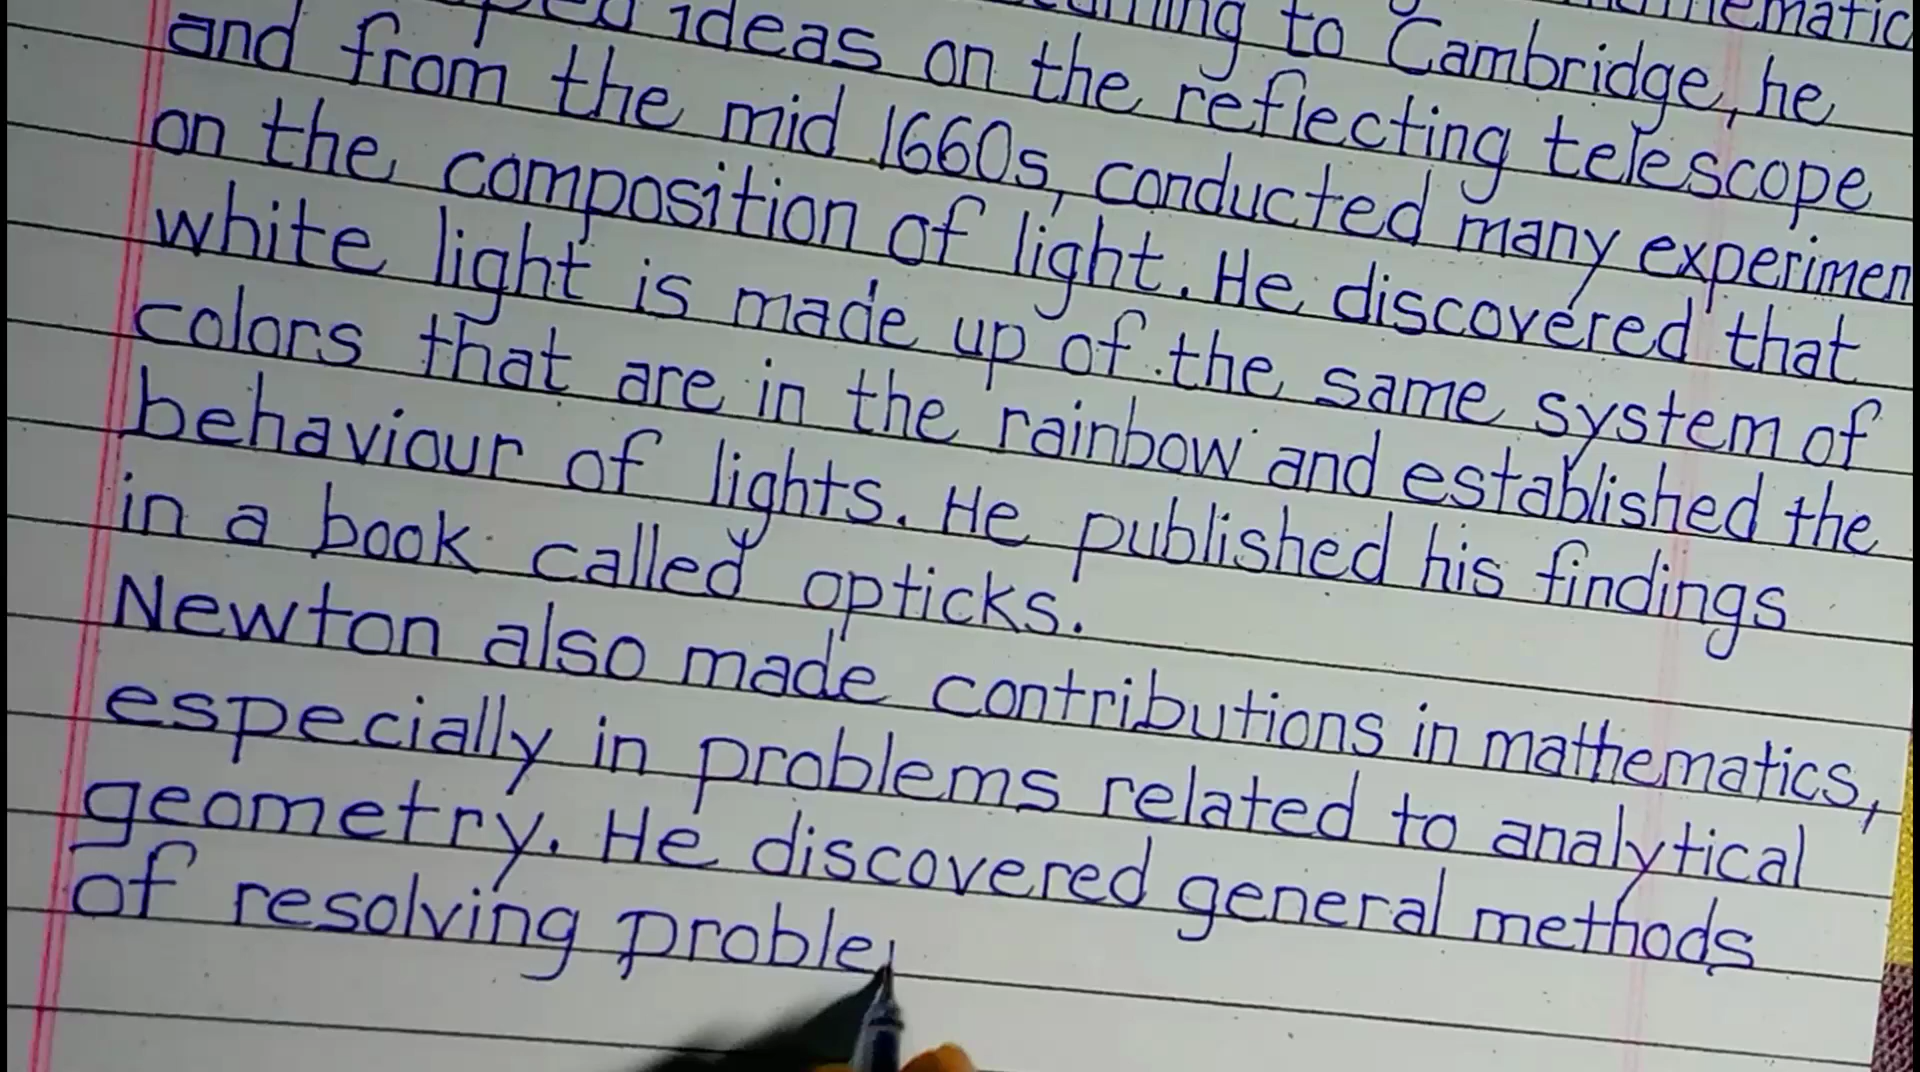 to Cambridge, he
ideas on the reflecting telescope
and from the mid 1660s, conducted many experimen
on the composition of light. He discovered that
white light is made up of the same system of
colors that are in the rainbow and established the
behaviour of lights. He published his findings
in a book called opticks.
Newton also made contributions in mathematics,
especially in problems related to analytical
geometry. He discovered general methods
of resolving proble